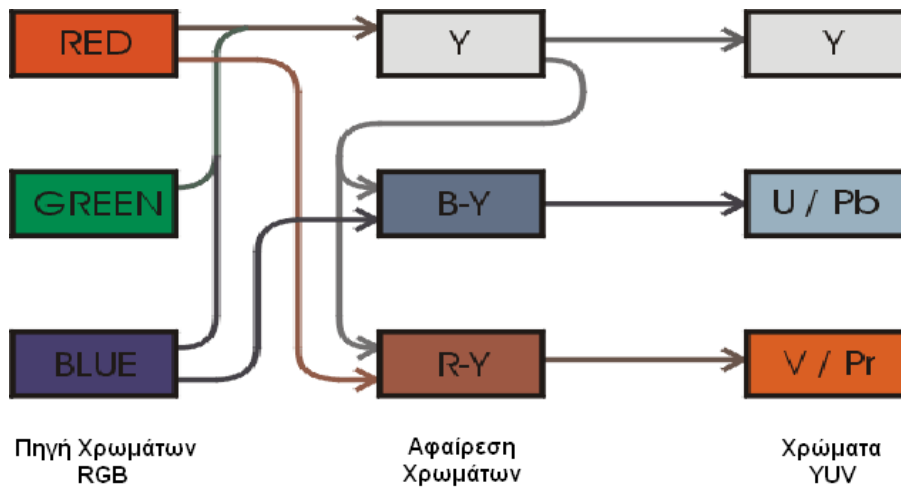 RED
Y
Y
GREEN
B-Y
U / Pb
BLUE
R-Y
V / Pr
Πηγή Χρωμάτων
RGB
Αφαίρεση
Χρωμάτων
Χρώματα
YUV